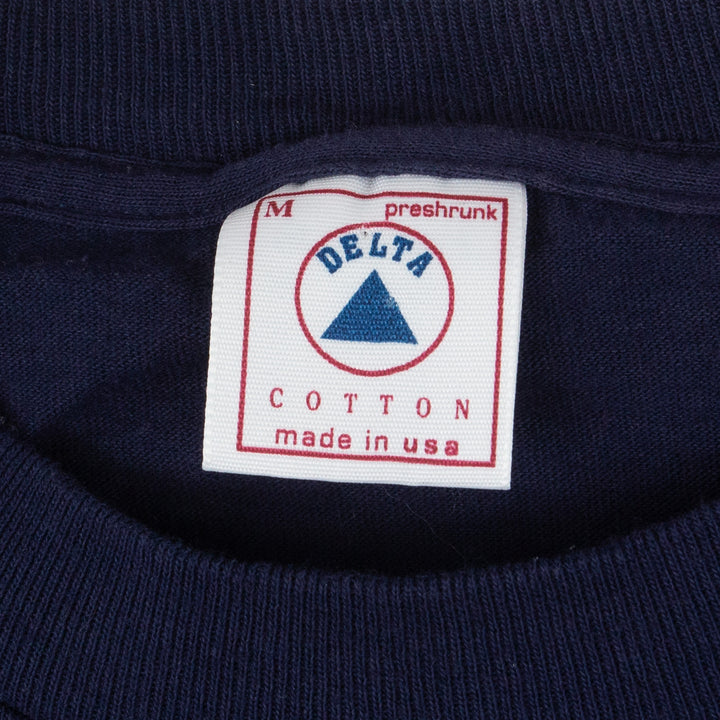 M preshrunk
DELTA
COTTON
made in usa